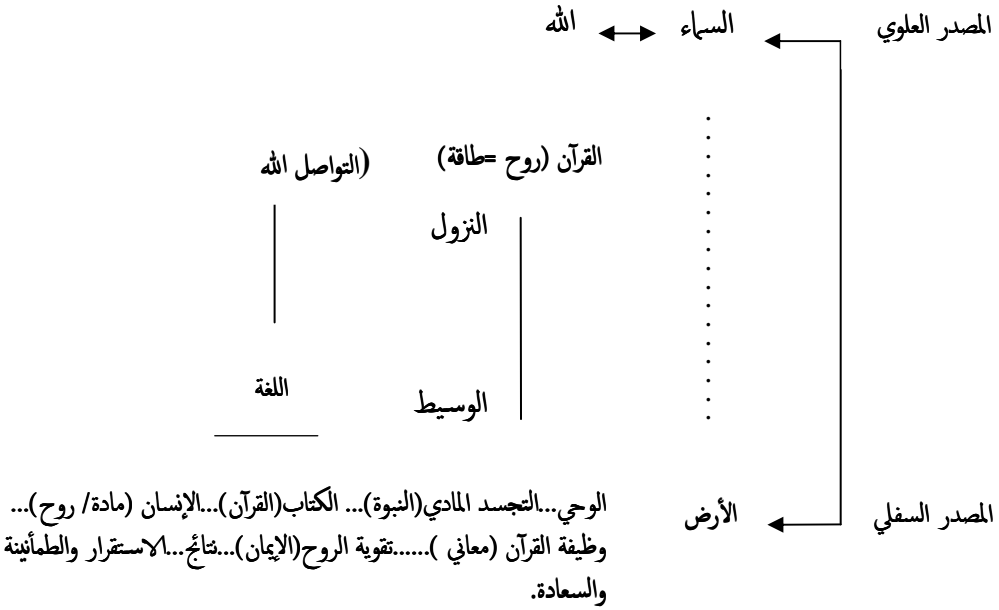 المصدر العلوي السماء الله
القرآن (روح =طاقة) (التواصل الله
النزول
اللغة
الوسيط
المصدر السفلي الأرض الوحي...التجسد المادي(النبوة)... الكتاب(القرآن)...الإنسان (مادة/ روح)...
وظيفة القرآن (معاني )......تقوية الروح(الإيمان)...نتائج...الاستقرار والطمأنينة
والسعادة.